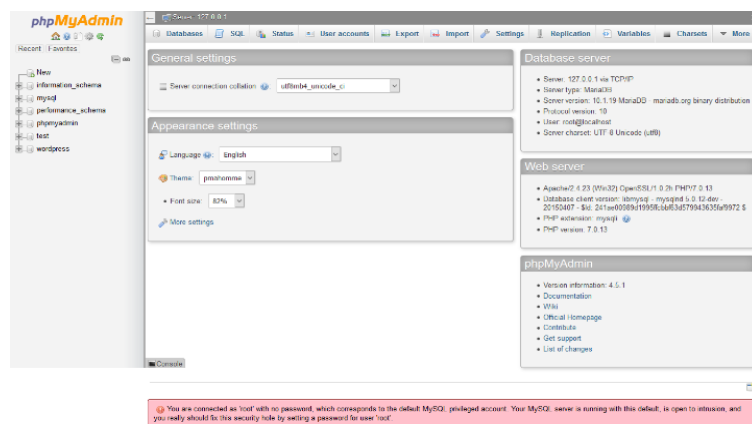 phpMyAdmin
Recent Favorites
New
information_schema
mysql
performance_schema
phpmyadmin
test
wordpress
Server: 127.0.0.1
Databases SQL Status User accounts Export Import Settings Replication Variables Charsets More
General settings
Server connection collation utf8mb4_unicode_ci
Appearance settings
Language: English
Theme: pmahomme
Font size: 82%
More settings
Database server
Server: 127.0.0.1 via TCP/IP
Server type: MariaDB
Server version: 10.1.19-MariaDB - mariadb.org binary distribution
Protocol version: 10
User: root@localhost
Server charset: UTF-8 Unicode (utf8)
Web server
Apache/2.4.23 (Win32) OpenSSL/1.0.2h PHP/7.0.13
Database client version: libmysql - mysqlnd 5.0.12-dev -
20150407 - $Id: $
PHP extension: mysqli
PHP version: 7.0.13
phpMyAdmin
Version information: 4.5.1
Documentation
Wiki
Official Homepage
Contribute
Get support
List of changes
Console
You are connected as 'root' with no password, which corresponds to the default MySQL privileged account. Your MySQL server is running with this default, is open to intrusion, and
you really should fix this security hole by setting a password for user 'root'.